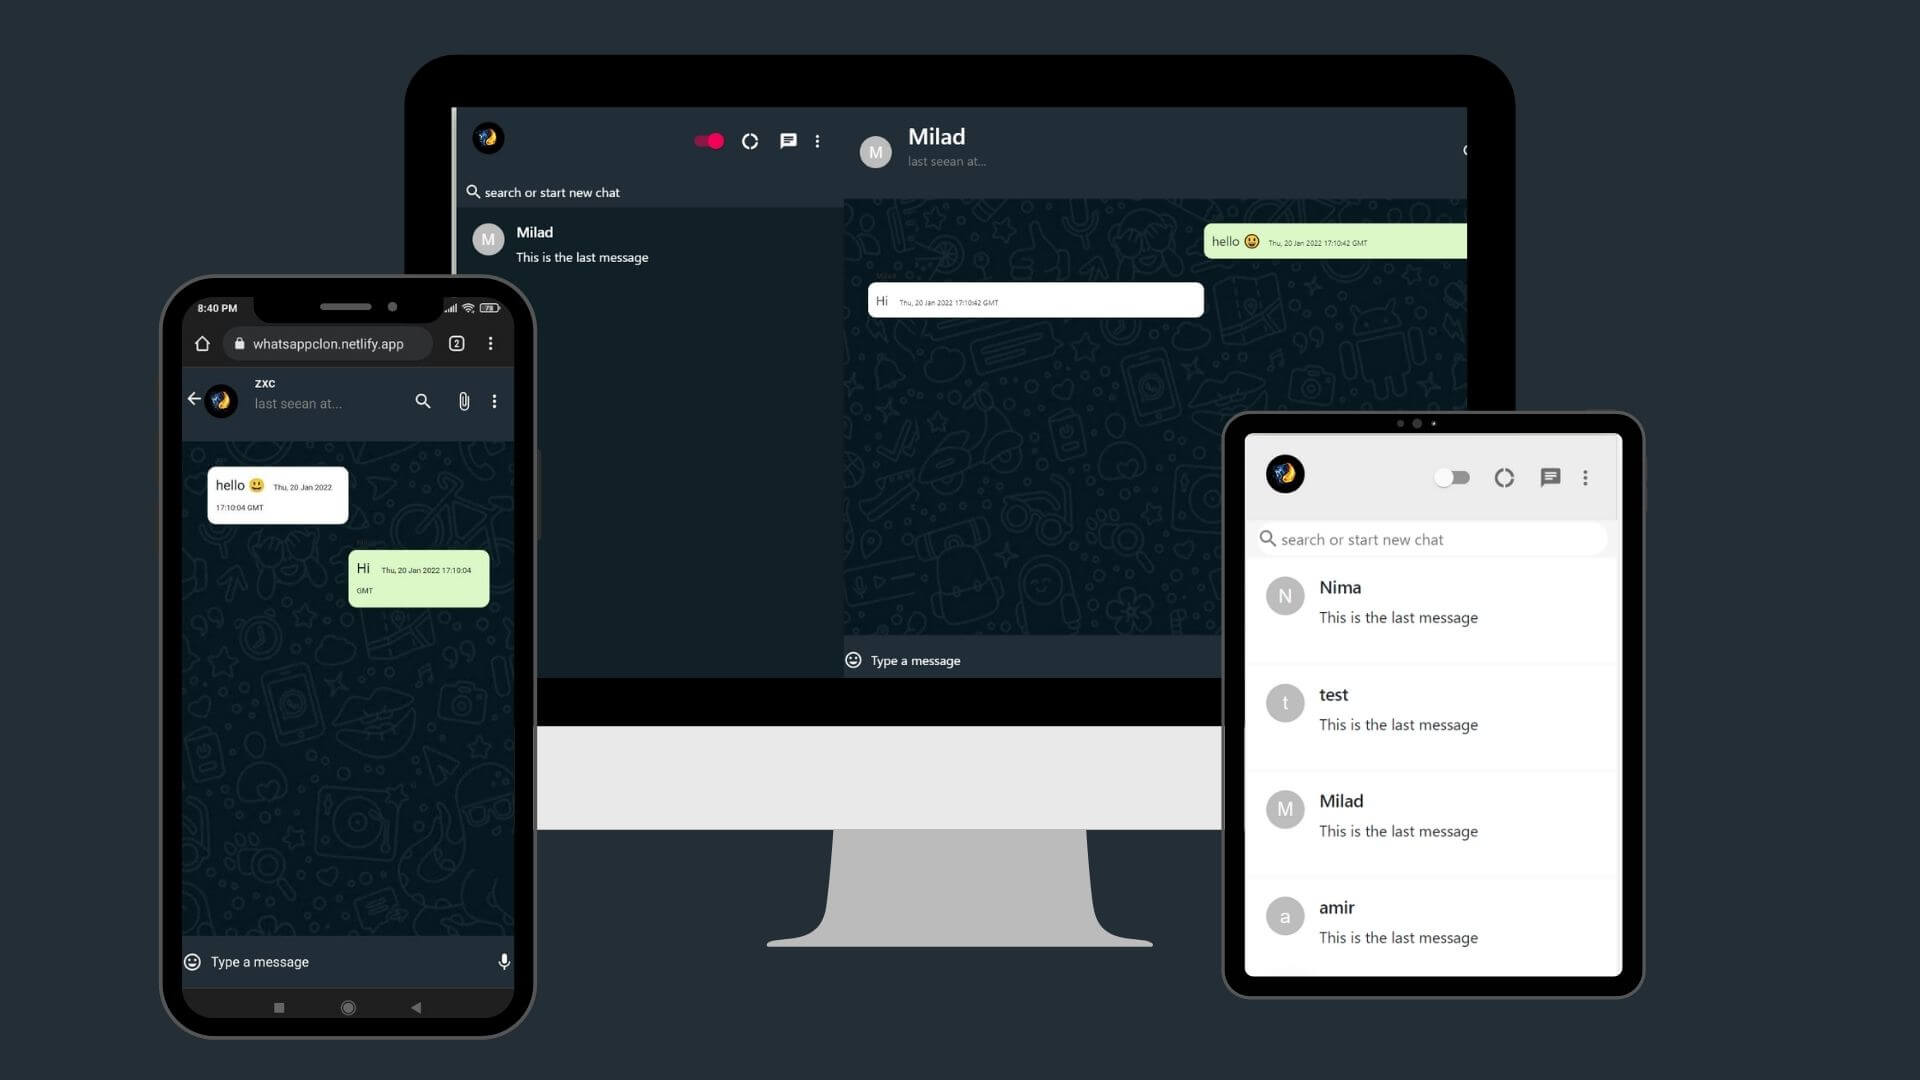 M
Milad
last seean at...
search or start new chat
M
Milad
This is the last message
hello 😃 Thu, 20 Jan 2022 17:10:42 GMT
Hi Thu, 20 Jan 2022 17:10:42 GMT
Type a message
8:40 PM
78
whatsappclon.netlify.app
2
zxc
last seean at...
hello 😃 Thu, 20 Jan 2022
17:10:04 GMT
Hi Thu, 20 Jan 2022 17:10:04
GMT
Type a message
search or start new chat
N
Nima
This is the last message
t
test
This is the last message
M
Milad
This is the last message
a
amir
This is the last message